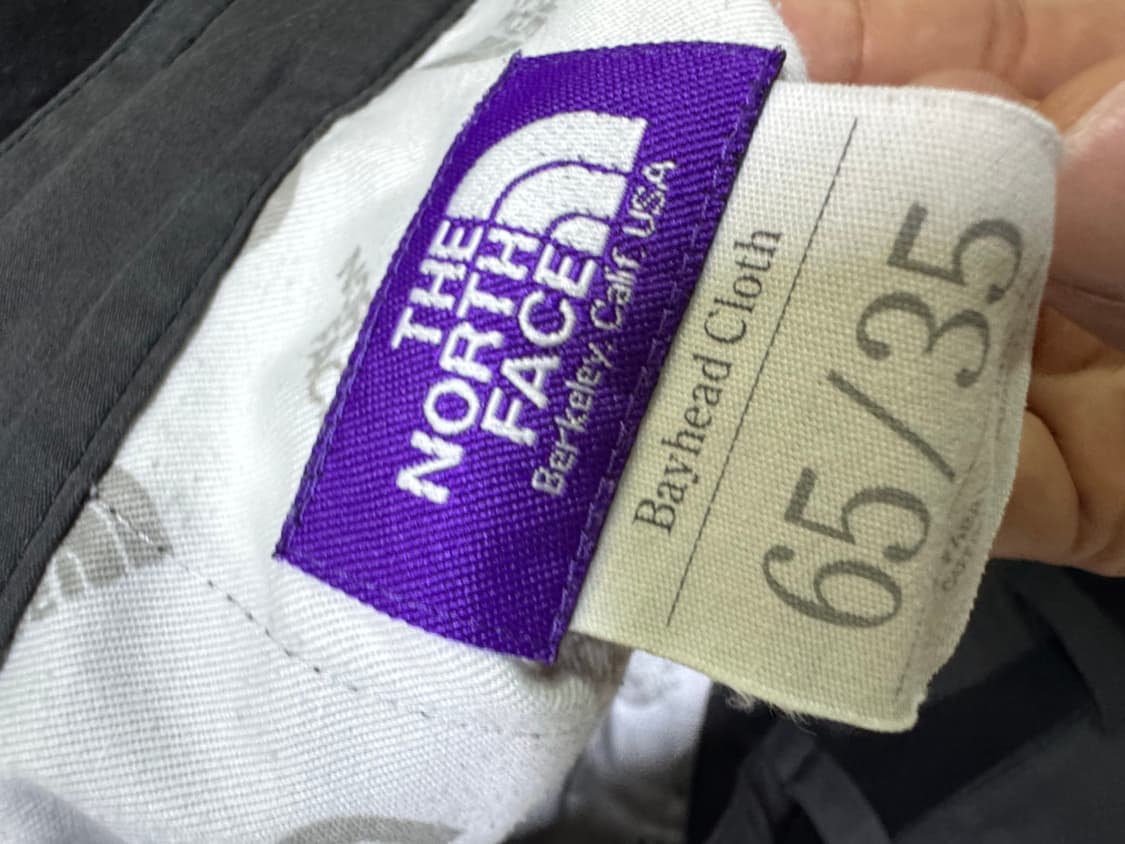 THE
NORTH
FACE
Berkeley. Calif. USA
Bayhead Cloth
65/35